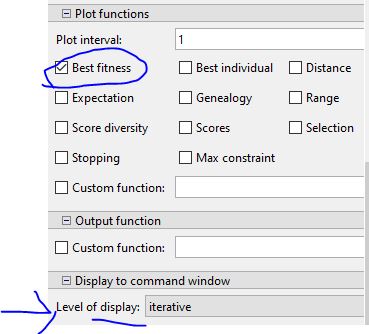 Plot functions
Plot interval: 1
Best fitness Best individual Distance
Expectation Genealogy Range
Score diversity Scores Selection
Stopping Max constraint
Custom function:
Output function
Custom function:
Display to command window
Level of display: iterative